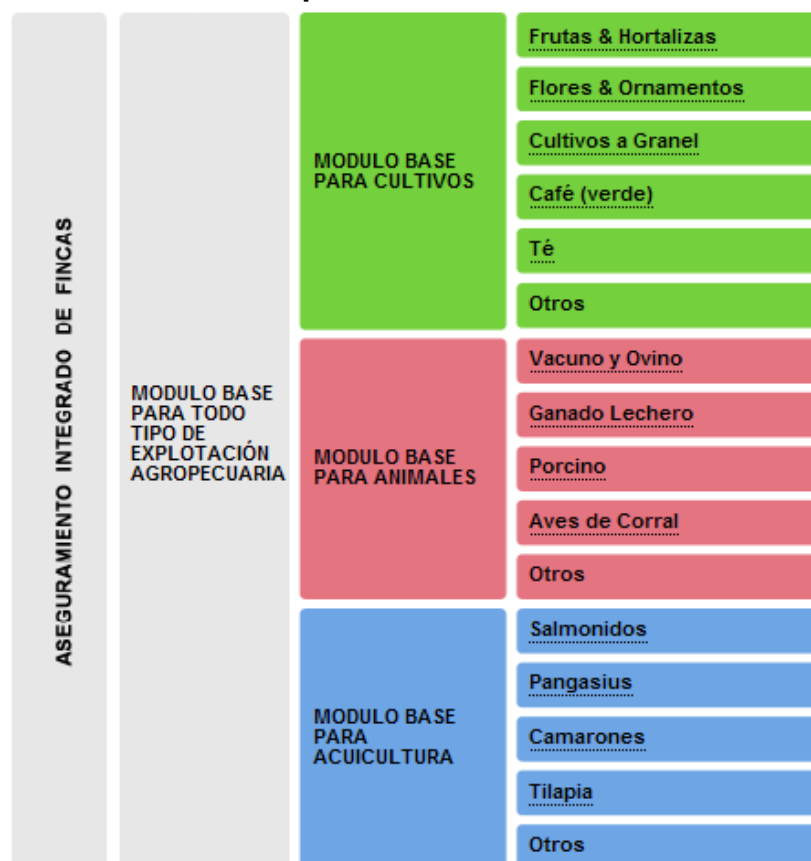 ASEGURAMIENTO INTEGRADO DE FINCAS
MODULO BASE
PARA TODO
TIPO DE
EXPLOTACIÓN
AGROPECUARIA
MODULO BASE
PARA CULTIVOS
Frutas & Hortalizas
Flores & Ornamentos
Cultivos a Granel
Café (verde)
Té
Otros
MODULO BASE
PARA ANIMALES
Vacuno y Ovino
Ganado Lechero
Porcino
Aves de Corral
Otros
MODULO BASE
PARA
ACUICULTURA
Salmonidos
Pangasius
Camarones
Tilapia
Otros